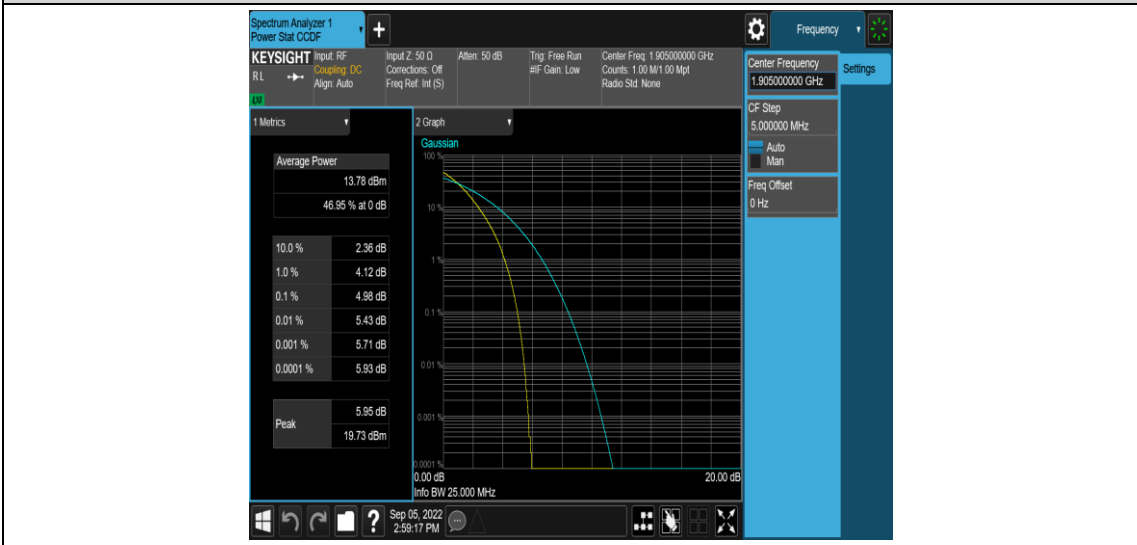 Spectrum Analyzer 1
Power Stat CCDF
+
Frequency
KEYSIGHT
R L
LXI
Input: RF
Coupling: DC
Align: Auto
Input Z: 50 Ω
Corrections: Off
Freq Ref: Int (S)
Atten: 50 dB
Trig: Free Run
#IF Gain: Low
Center Freq: 1.905000000 GHz
Counts: 1.00 M/1.00 Mpt
Radio Std: None
Center Frequency
1.905000000 GHz
Settings
CF Step
5.000000 MHz
Auto
Man
Freq Offset
0 Hz
1 Metrics
Average Power
13.78 dBm
46.95 % at 0 dB
10.0 % 2.36 dB
1.0 % 4.12 dB
0.1 % 4.98 dB
0.01 % 5.43 dB
0.001 % 5.71 dB
0.0001 % 5.93 dB
Peak
5.95 dB
19.73 dBm
2 Graph
Gaussian
100 %
10 %
1 %
0.1 %
0.01 %
0.001 %
0.0001 %
0.00 dB 20.00 dB
Info BW 25.000 MHz
?
Sep 05, 2022
2:59:17 PM